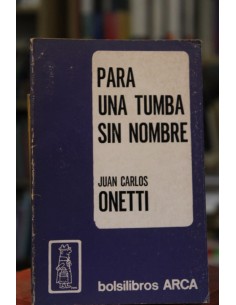 PARA
UNA TUMBA
SIN NOMBRE
JUAN CARLOS
ONETTI
bolsilibros ARCA